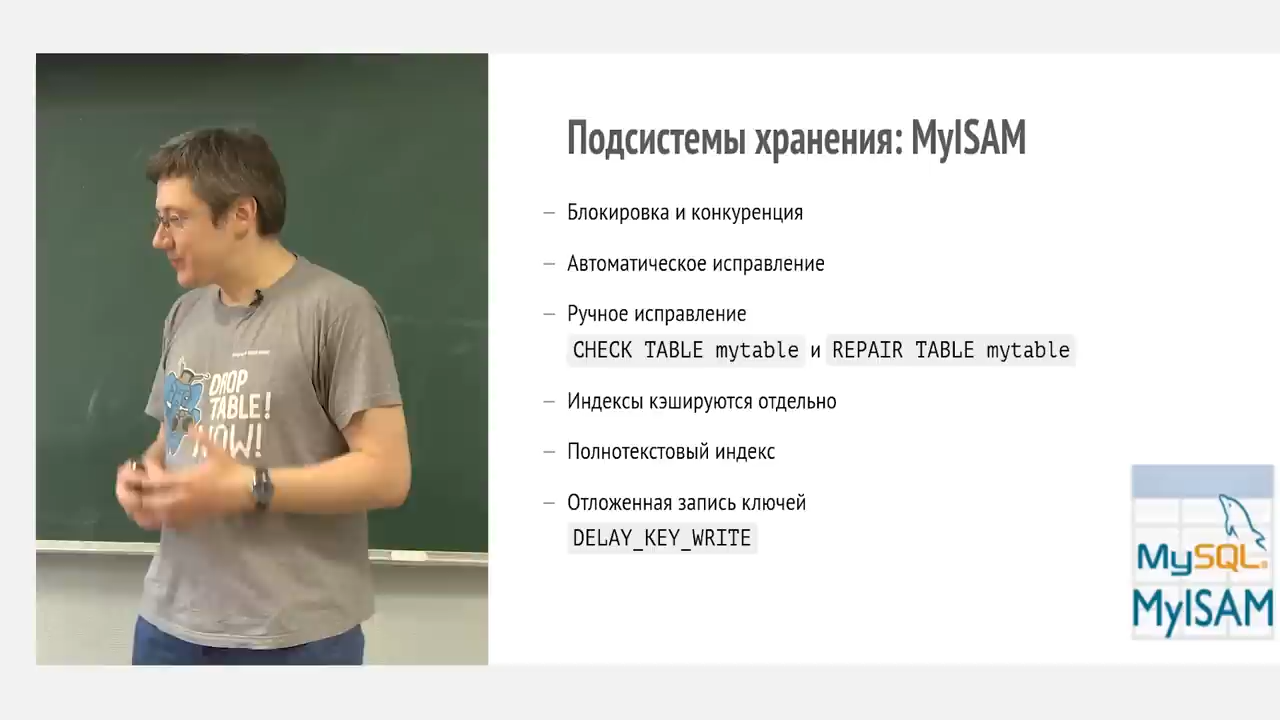 Подсистемы хранения: MyISAM
— Блокировка и конкуренция
— Автоматическое исправление
— Ручное исправление
CHECK TABLE mytable и REPAIR TABLE mytable
— Индексы кэшируются отдельно
— Полнотекстовый индекс
— Отложенная запись ключей
DELAY_KEY_WRITE
DROP
TABLE!
NOW!
MySQL
MyISAM